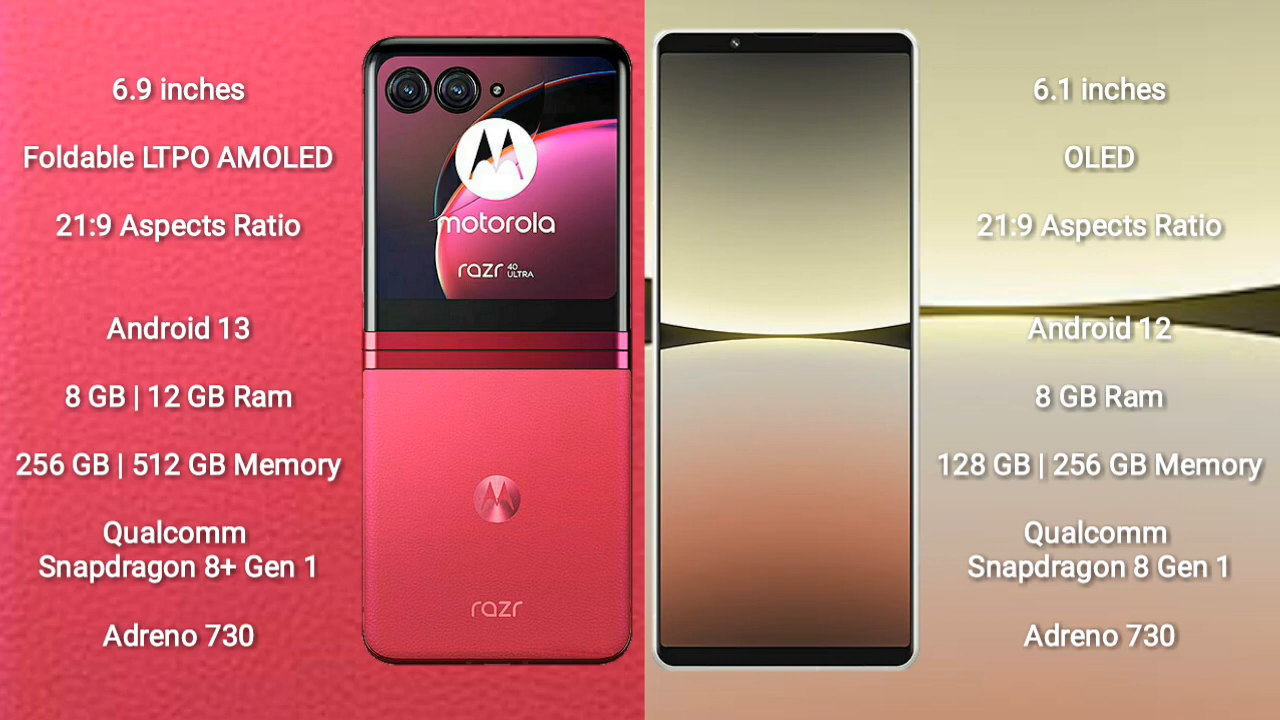 6.9 inches
Foldable LTPO AMOLED
21:9 Aspects Ratio
Android 13
8 GB | 12 GB Ram
256 GB | 512 GB Memory
Qualcomm
Snapdragon 8+ Gen 1
Adreno 730
motorola
razr 40 ULTRA
razr
6.1 inches
OLED
21:9 Aspects Ratio
Android 12
8 GB Ram
128 GB | 256 GB Memory
Qualcomm
Snapdragon 8 Gen 1
Adreno 730